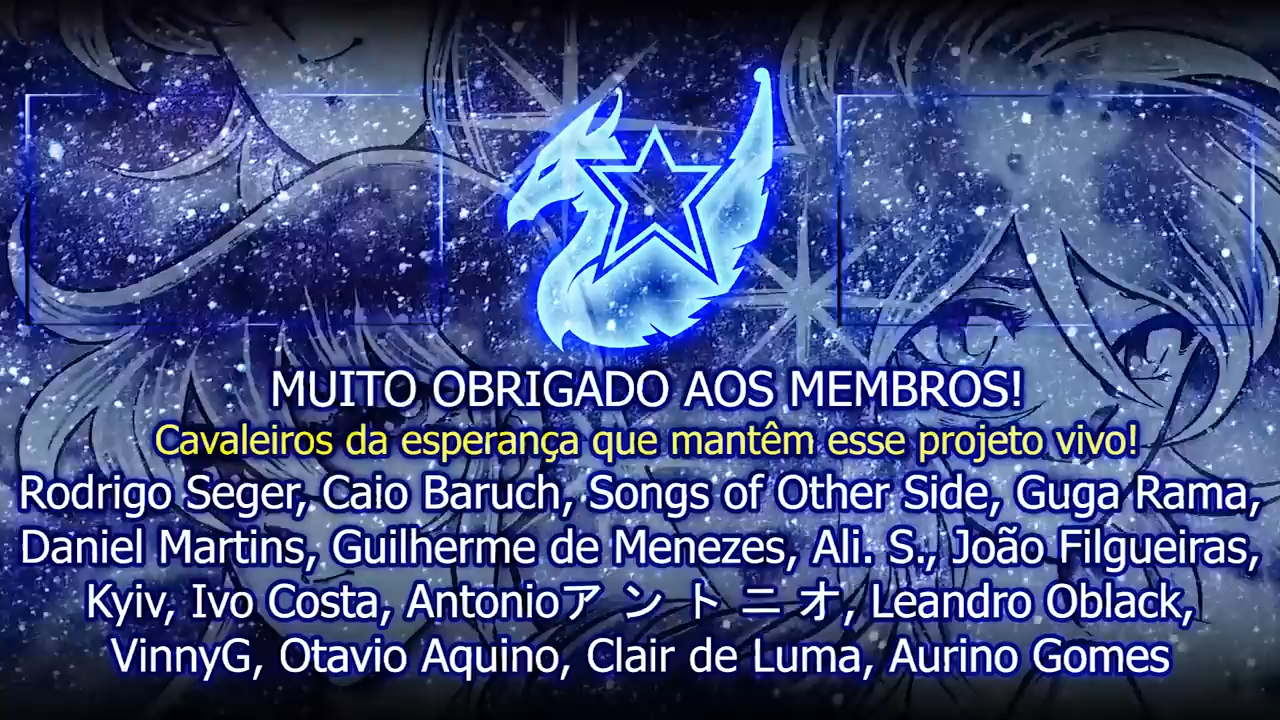 MUITO OBRIGADO AOS MEMBROS!
Cavaleiros da esperança que mantêm esse projeto vivo!
Rodrigo Seger, Caio Baruch, Songs of Other Side, Guga Rama,
Daniel Martins, Guilherme de Menezes, Ali. S., João Filgueiras,
Kyiv, Ivo Costa, Antonioア ン ト ニ オ, Leandro Oblack,
VinnyG, Otavio Aquino, Clair de Luma, Aurino Gomes